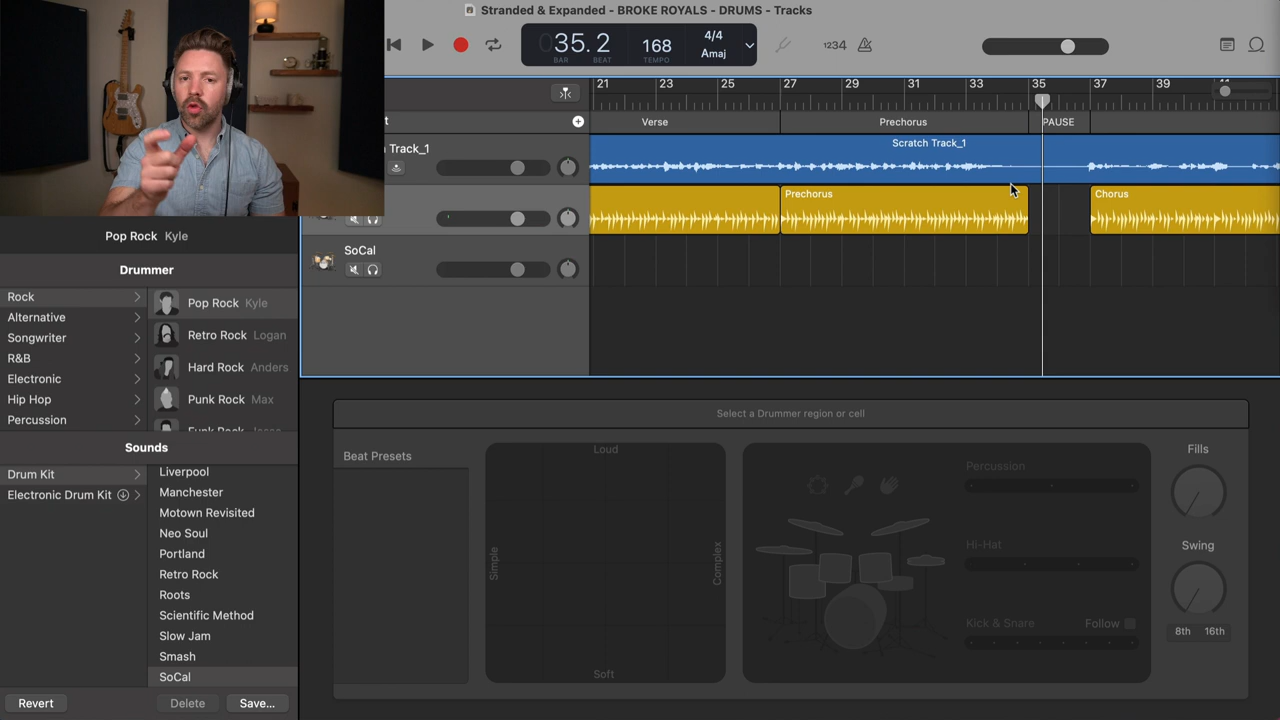 Stranded & Expanded - BROKE ROYALS - DRUMS - Tracks
035. 2
BAR
BEAT
168
TEMPO
4/4
Amaj
1234
21
23
25
27
29
31
33
35
37
39
Verse
Prechorus
PAUSE
Track_1
Scratch Track_1
Prechorus
Chorus
SoCal
Pop Rock Kyle
Drummer
Rock
Alternative
Songwriter
R&B
Electronic
Hip Hop
Percussion
Pop Rock Kyle
Retro Rock Logan
Hard Rock Anders
Punk Rock Max
Sounds
Drum Kit
Electronic Drum Kit
Liverpool
Manchester
Motown Revisited
Neo Soul
Portland
Retro Rock
Roots
Scientific Method
Slow Jam
Smash
SoCal
Revert
Delete
Save...
Select a Drummer region or cell
Beat Presets
Loud
Simple
Complex
Soft
Percussion
Hi-Hat
Kick & Snare
Follow
Fills
Swing
8th 16th